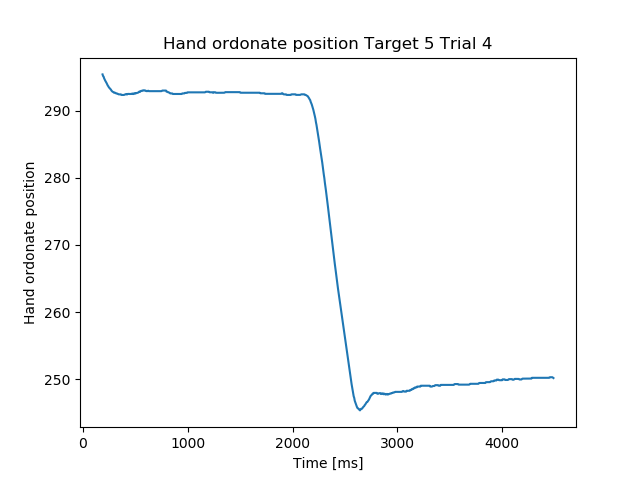 Hand ordonate position Target 5 Trial 4
Hand ordonate position
290
280
270
260
250
0 1000 2000 3000 4000
Time [ms]